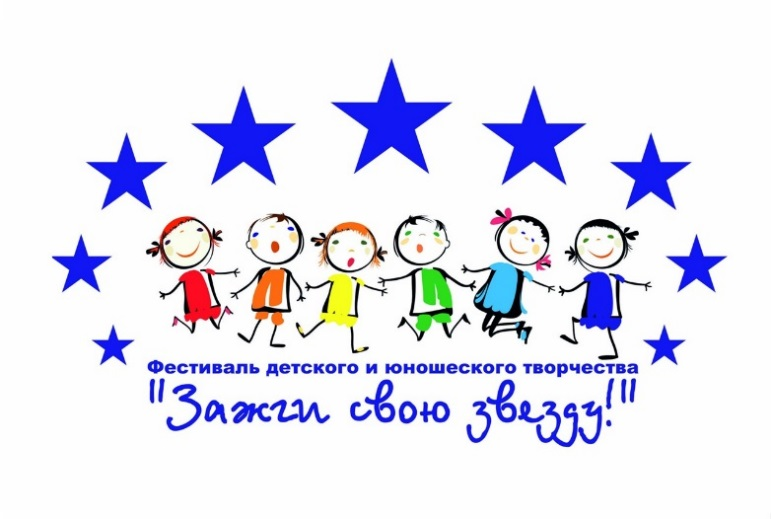 Фестиваль детского и юношеского творчества
"Зажги свою звезду!"